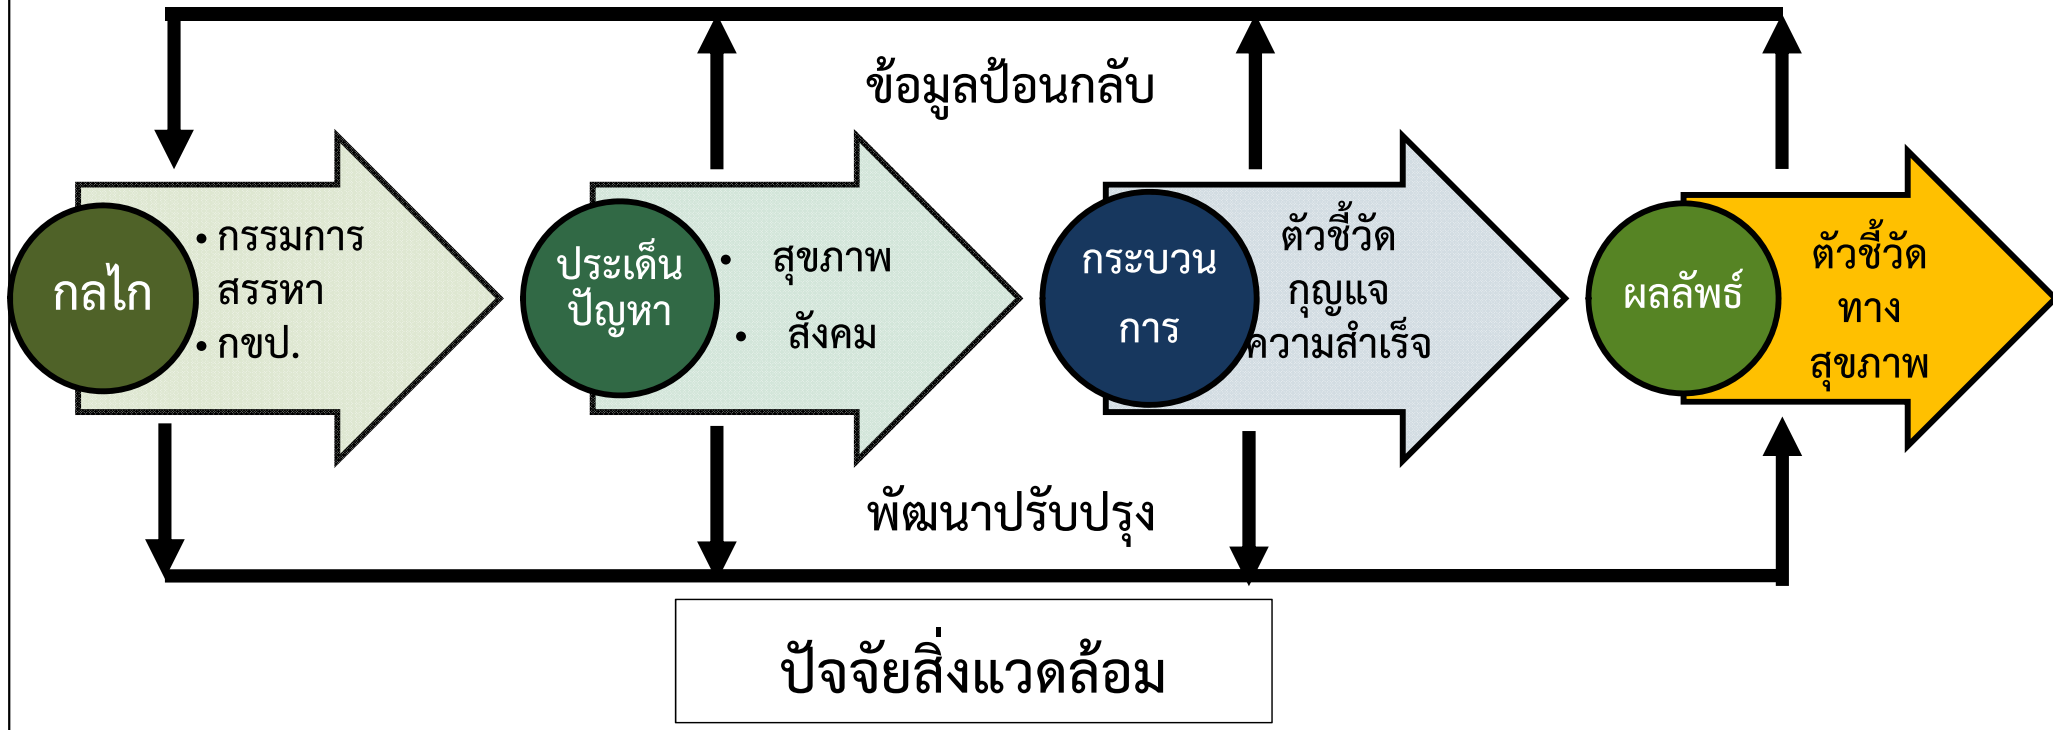 ข้อมูลป้อนกลับ
กลไก
• กรรมการ
สรรหา
• กขป.
ประเด็น
ปัญหา
• สุขภาพ
• สังคม
กระบวน
การ
ตัวชี้วัด
กุญแจ
ความสำเร็จ
ผลลัพธ์
ตัวชี้วัด
ทาง
สุขภาพ
พัฒนาปรับปรุง
ปัจจัยสิ่งแวดล้อม